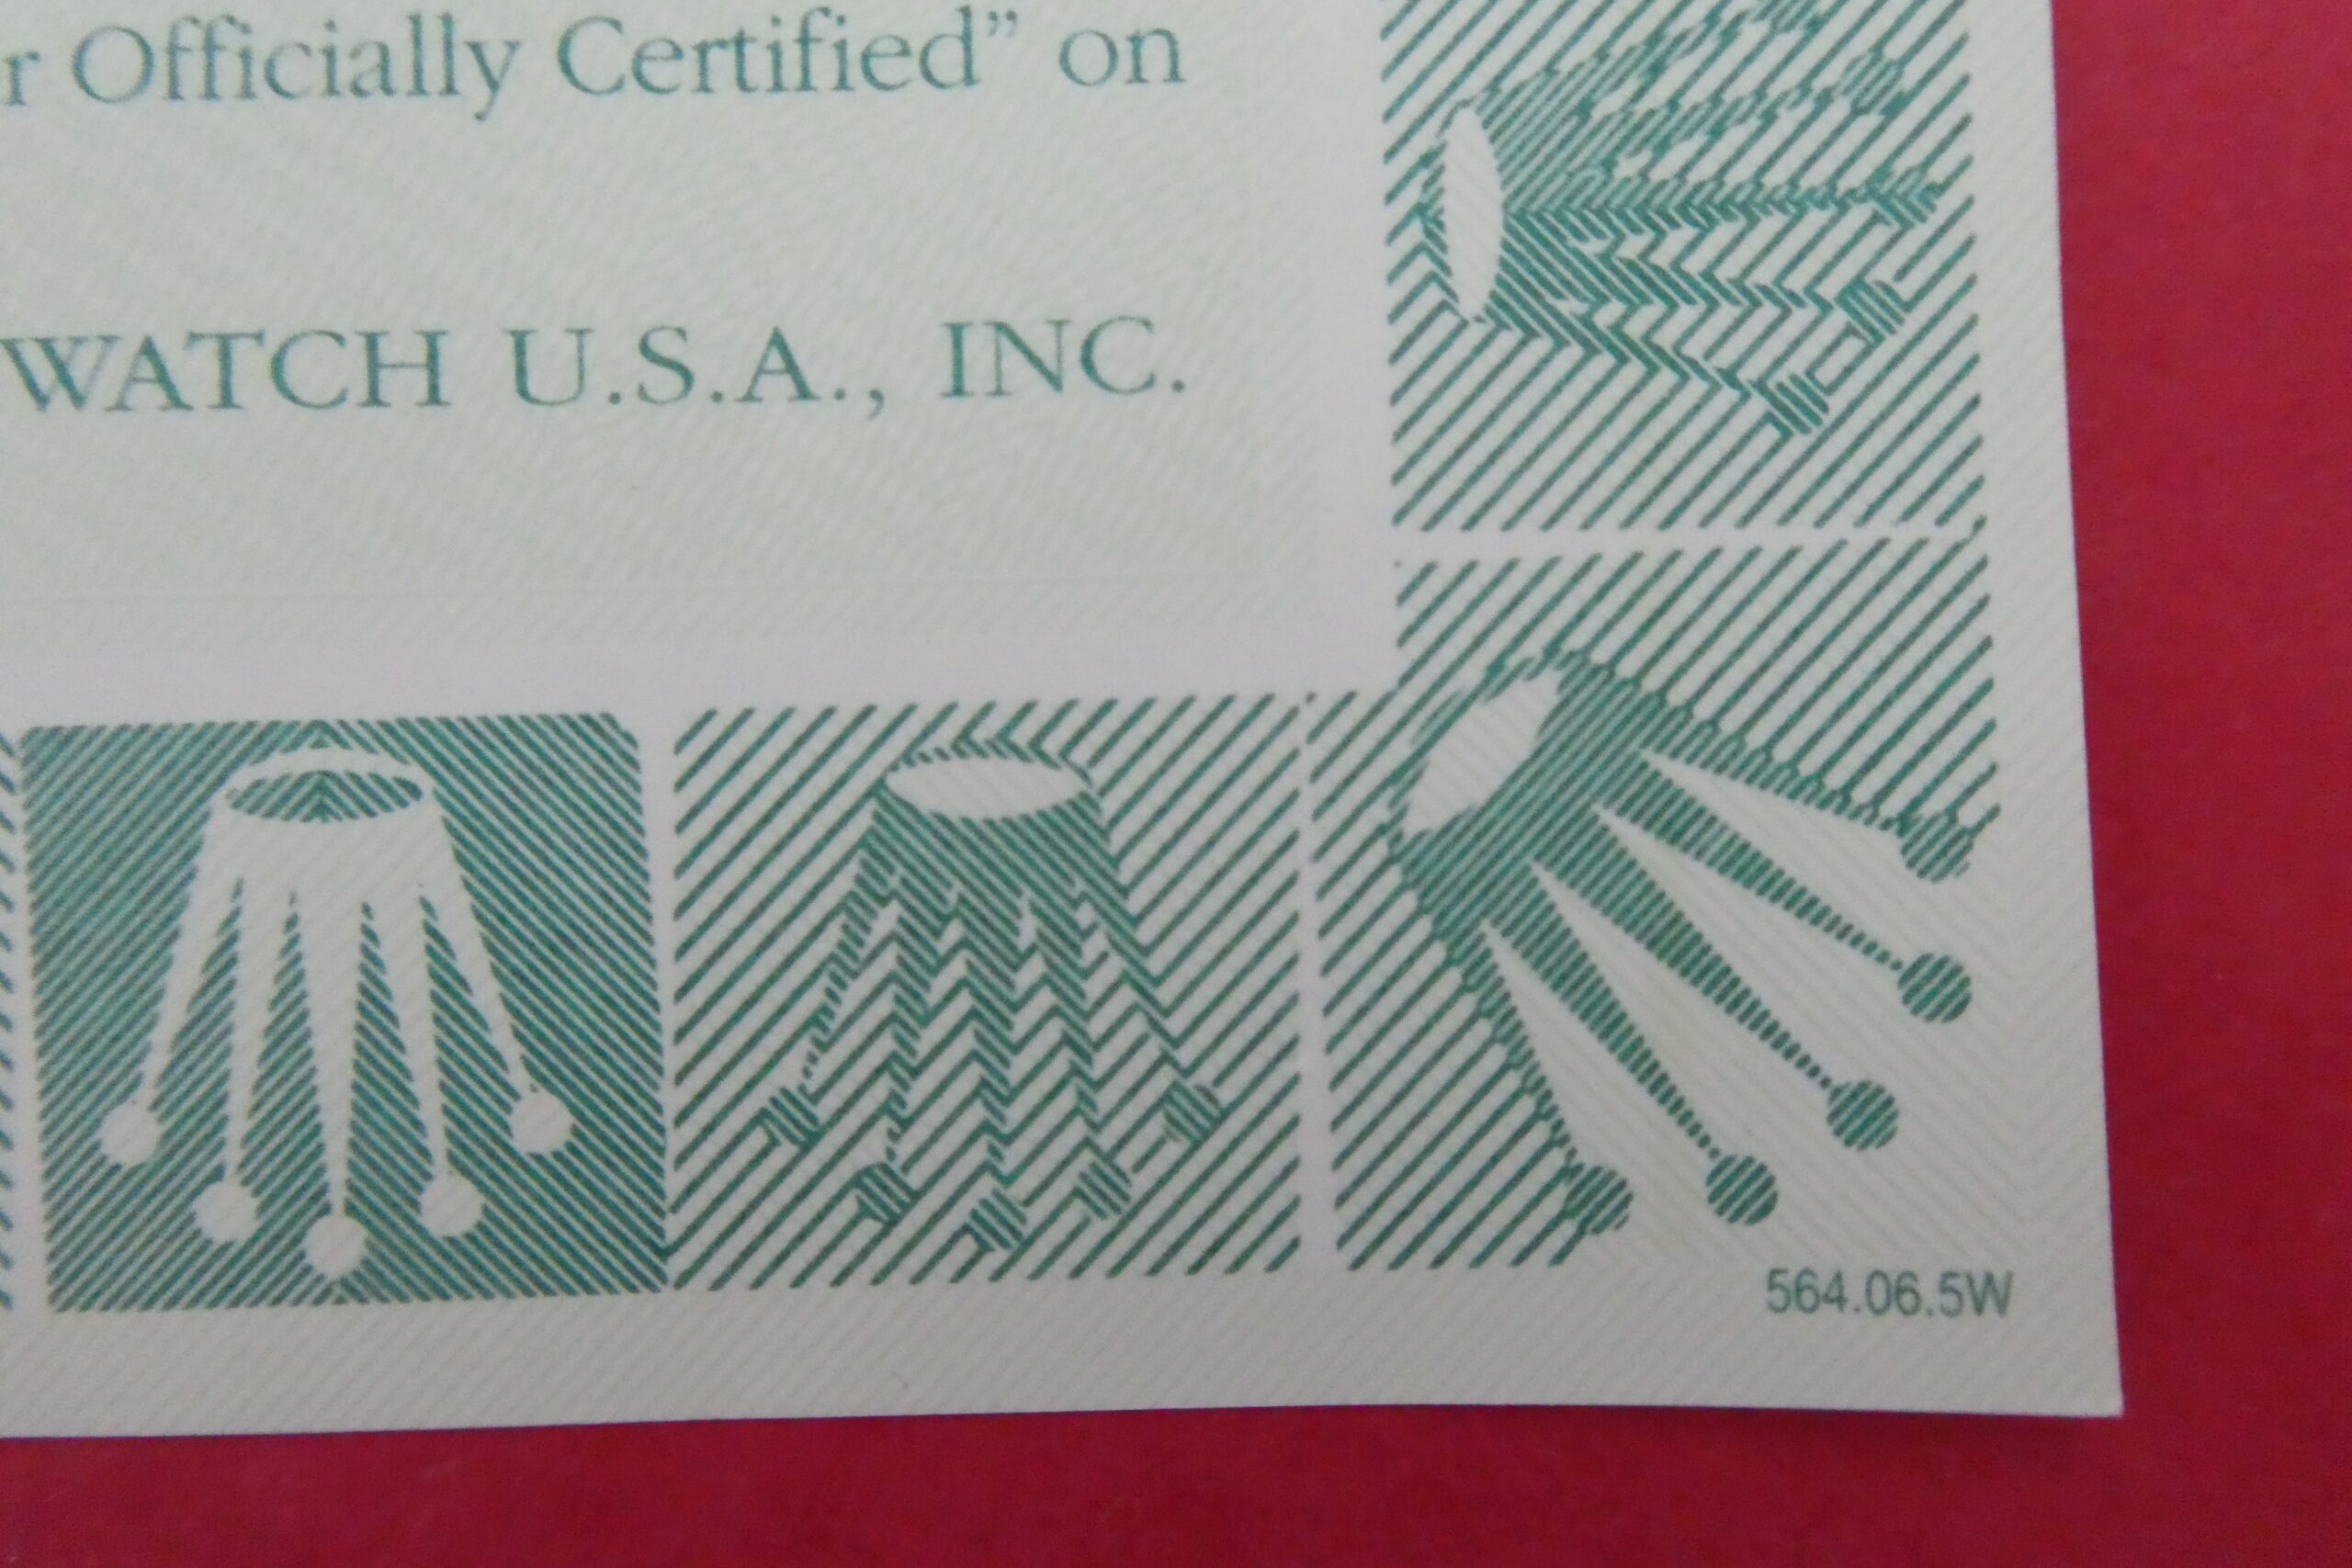 r Officially Certified” on
WATCH U.S.A., INC.
564.06.5W